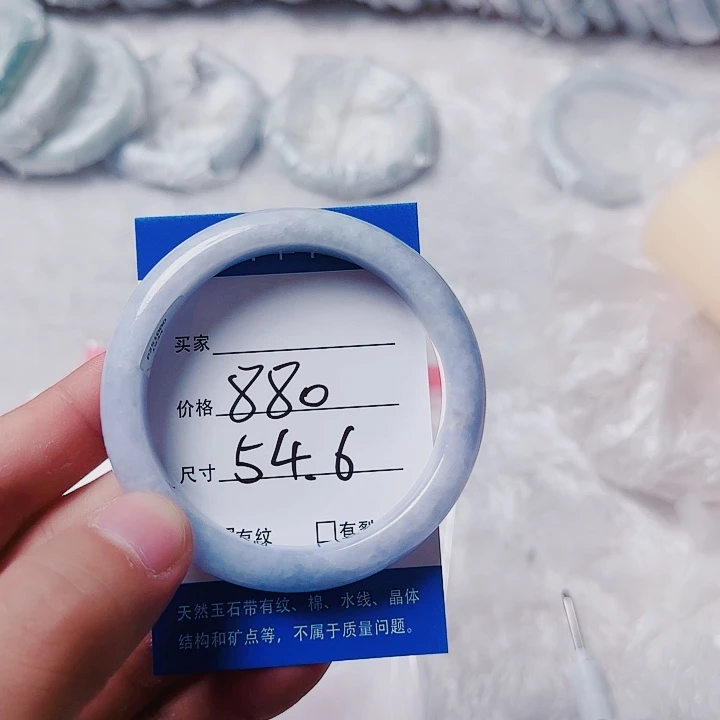 买家
价格 880
尺寸 54.6
有纹 □有裂
天然玉石带有纹、棉、水线、晶体
结构和矿点等，不属于质量问题。